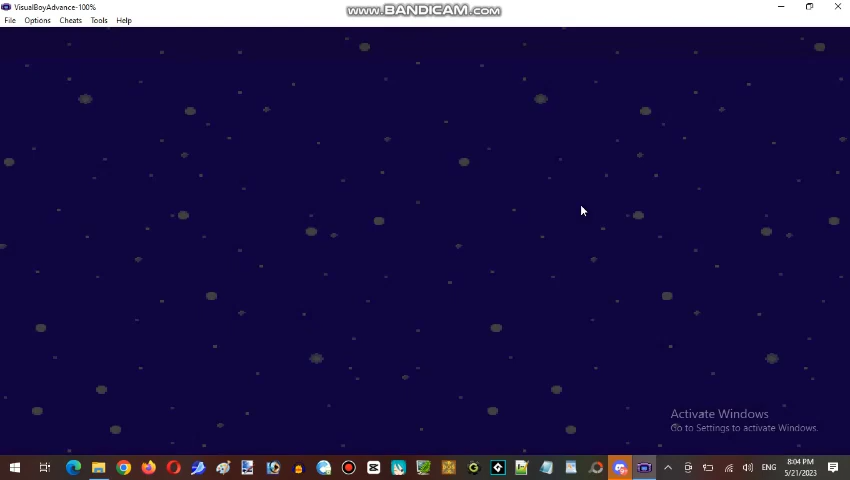 VisualBoyAdvance-100%
www.BANDICAM.com
File Options Cheats Tools Help
Activate Windows
Go to Settings to activate Windows.
ENG
8:04 PM
5/21/2023